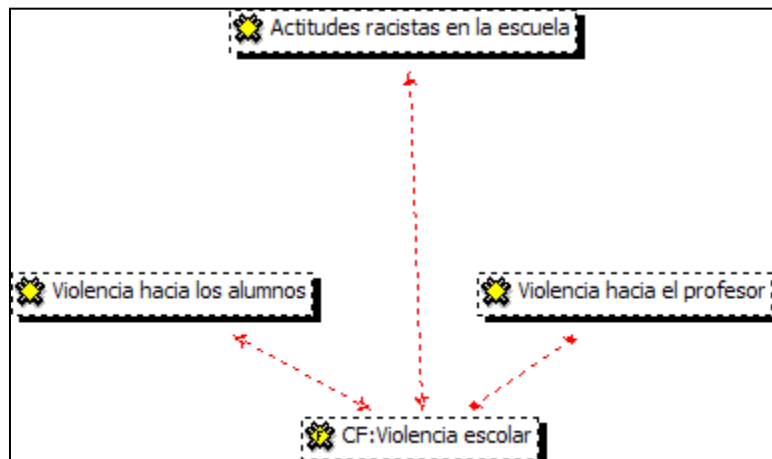 Actitudes racistas en la escuela
Violencia hacia los alumnos
Violencia hacia el profesor
CF:Violencia escolar